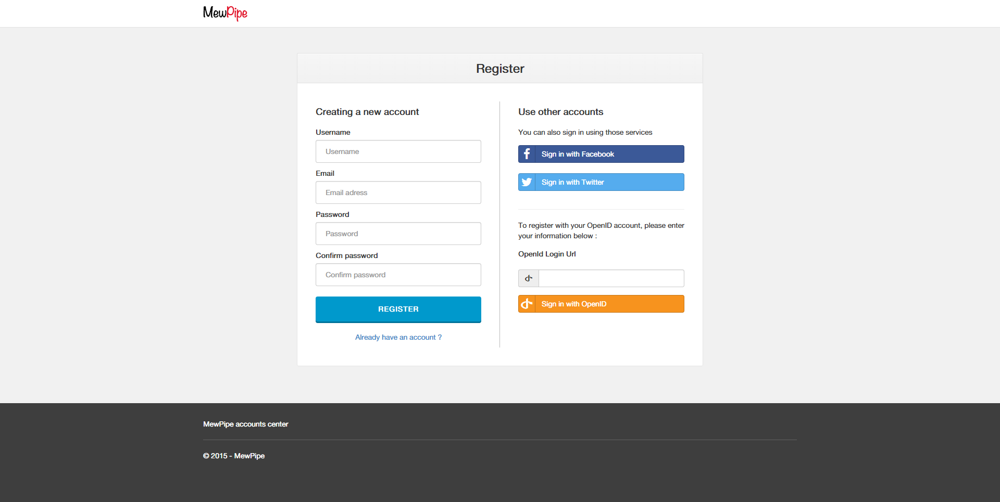 MewPipe
Register
Creating a new account
Username
Username
Email
Email adress
Password
Password
Confirm password
Confirm password
REGISTER
Already have an account ?
Use other accounts
You can also sign in using those services
Sign in with Facebook
Sign in with Twitter
To register with your OpenID account, please enter
your information below :
OpenId Login Url
Sign in with OpenID
MewPipe accounts center
© 2015 - MewPipe